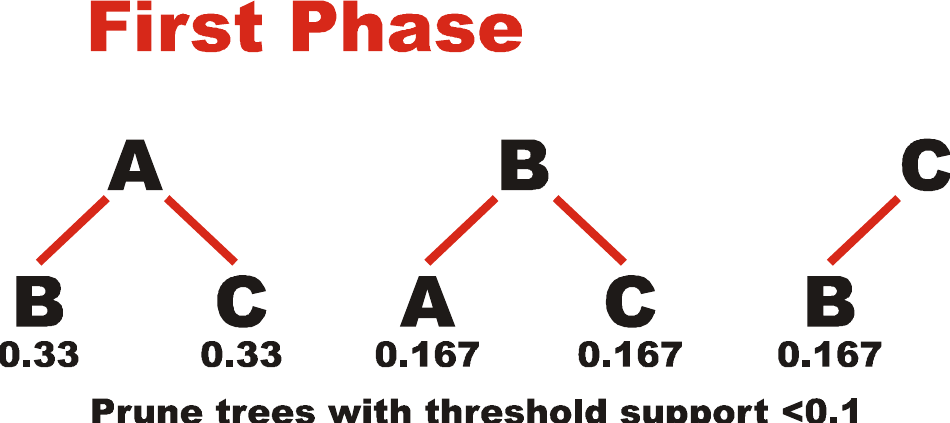 First Phase
A B C
B C A C B
0.33 0.33 0.167 0.167 0.167
Prune trees with threshold support <0.1